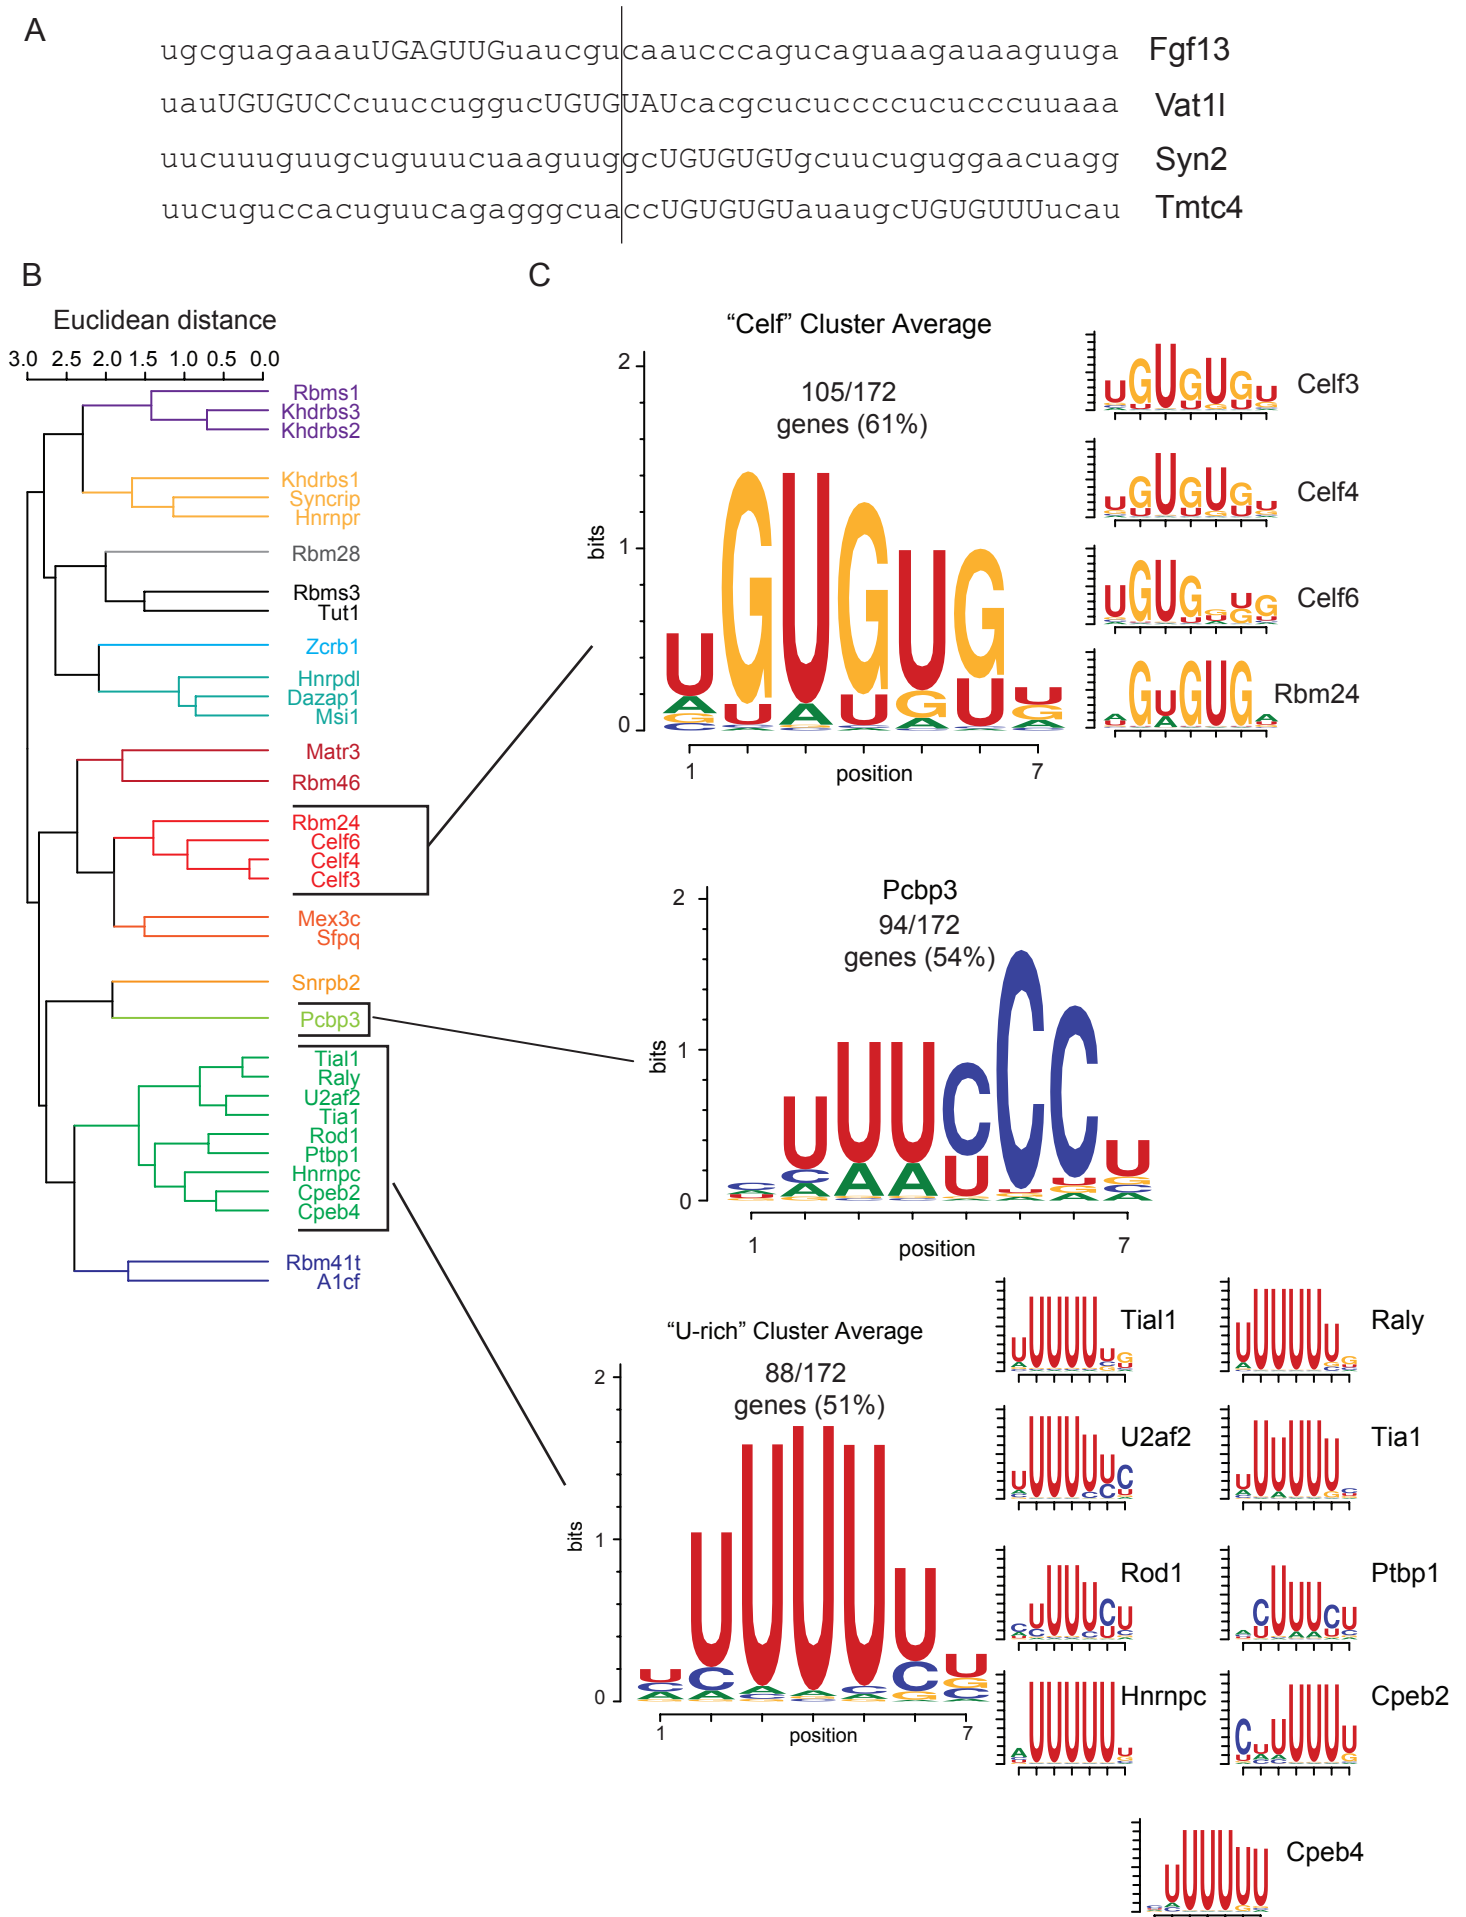 A
ugcguagaaauUGAGUUGuaucgucaaucccagucaguaagauaaguuga Fgf13
uauUGUGUCCcuuccuggucUGUGUAUcacgcucuccccucucccuuaaa Vat1l
uucuuuguugcuguuucuaaguuggcUGUGUGUgcuucuguggaacuagg Syn2
uucuguccacuguucagagggcuaccUGUGUGUauaugcUGUGUUUucau Tmtc4
B
Euclidean distance
3.0 2.5 2.0 1.5 1.0 0.5 0.0
Rbms1
Khdrbs3
Khdrbs2
Khdrbs1
Syncrip
Hnrnpr
Rbm28
Rbms3
Tut1
Zcrb1
Hnrpdl
Dazap1
Msi1
Matr3
Rbm46
Rbm24
Celf6
Celf4
Celf3
Mex3c
Sfpq
Snrpb2
Pcbp3
Tial1
Raly
U2af2
Tia1
Rod1
Ptbp1
Hnrnpc
Cpeb2
Cpeb4
Rbm41t
A1cf
C
“Celf” Cluster Average
105/172
genes (61%)
2
1
0
bits
UGUGUGU
1 position 7
Celf3
Celf4
Celf6
Rbm24
Pcbp3
94/172
genes (54%)
2
1
0
bits
1 position 7
“U-rich” Cluster Average
88/172
genes (51%)
2
1
0
bits
1 position 7
Tial1
Raly
U2af2
Tia1
Rod1
Ptbp1
Hnrnpc
Cpeb2
Cpeb4